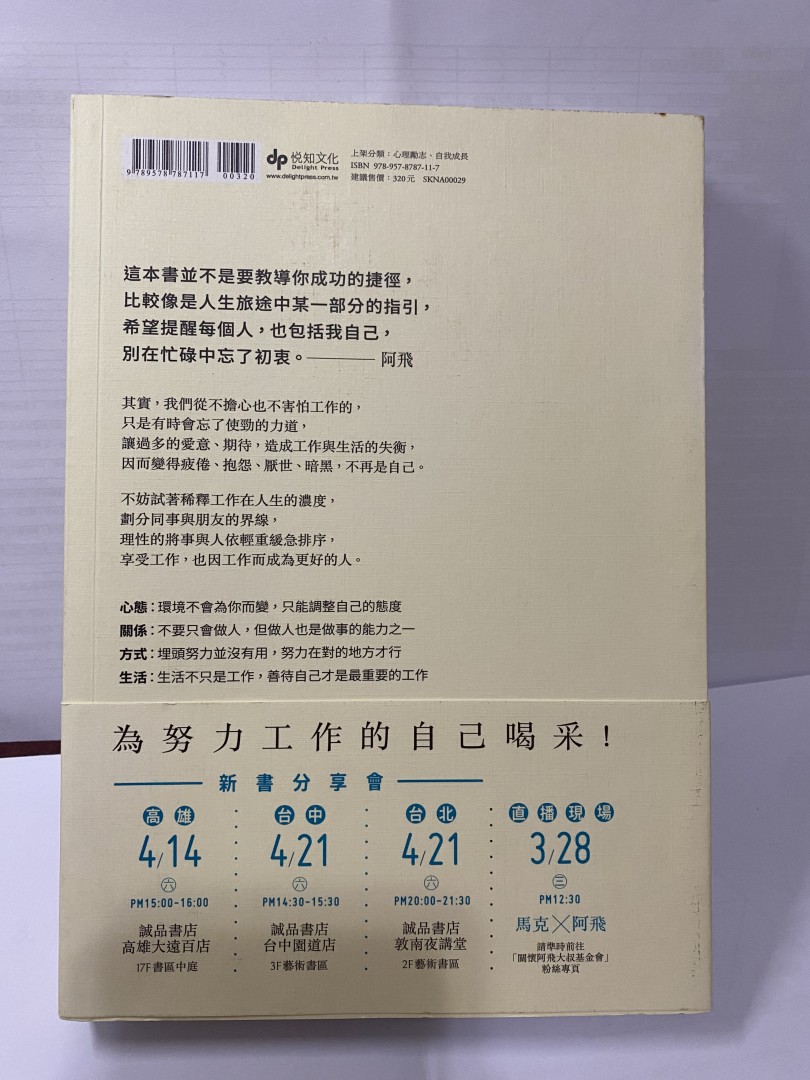 9789578787117
00320
dp 悦知文化
Delight Press
www.delightpress.com.tw
上架分類：心理勵志、自我成長
ISBN 978-957-8787-11-7
建議售價：320元 SKNA00029
這本書並不是要教導你成功的捷徑，
比較像是人生旅途中某一部分的指引，
希望提醒每個人，也包括我自己，
別在忙碌中忘了初衷。———阿飛
其實，我們從不擔心也不害怕工作的，
只是有時會忘了使勁的力道，
讓過多的愛意、期待，造成工作與生活的失衡，
因而變得疲倦、抱怨、厭世、暗黑，不再是自己。
不妨試著稀釋工作在人生的濃度，
劃分同事與朋友的界線，
理性的將事與人依輕重緩急排序，
享受工作，也因工作而成為更好的人。
心態：環境不會為你而變，只能調整自己的態度
關係：不要只會做人，但做人也是做事的能力之一
方式：埋頭努力並沒有用，努力在對的地方才行
生活：生活不只是工作，善待自己才是最重要的工作
為努力工作的自己喝采！
新書分享會
高雄
4/14
六
PM15:00-16:00
誠品書店
高雄大遠百店
17F書區中庭
台中
4/21
六
PM14:30-15:30
誠品書店
台中園道店
3F藝術書區
台北
4/21
六
PM20:00-21:30
誠品書店
敦南夜講堂
2F藝術書區
直播現場
3/28
三
PM12:30
馬克╳阿飛
請準時前往
「關懷阿飛大叔基金會」
粉絲專頁